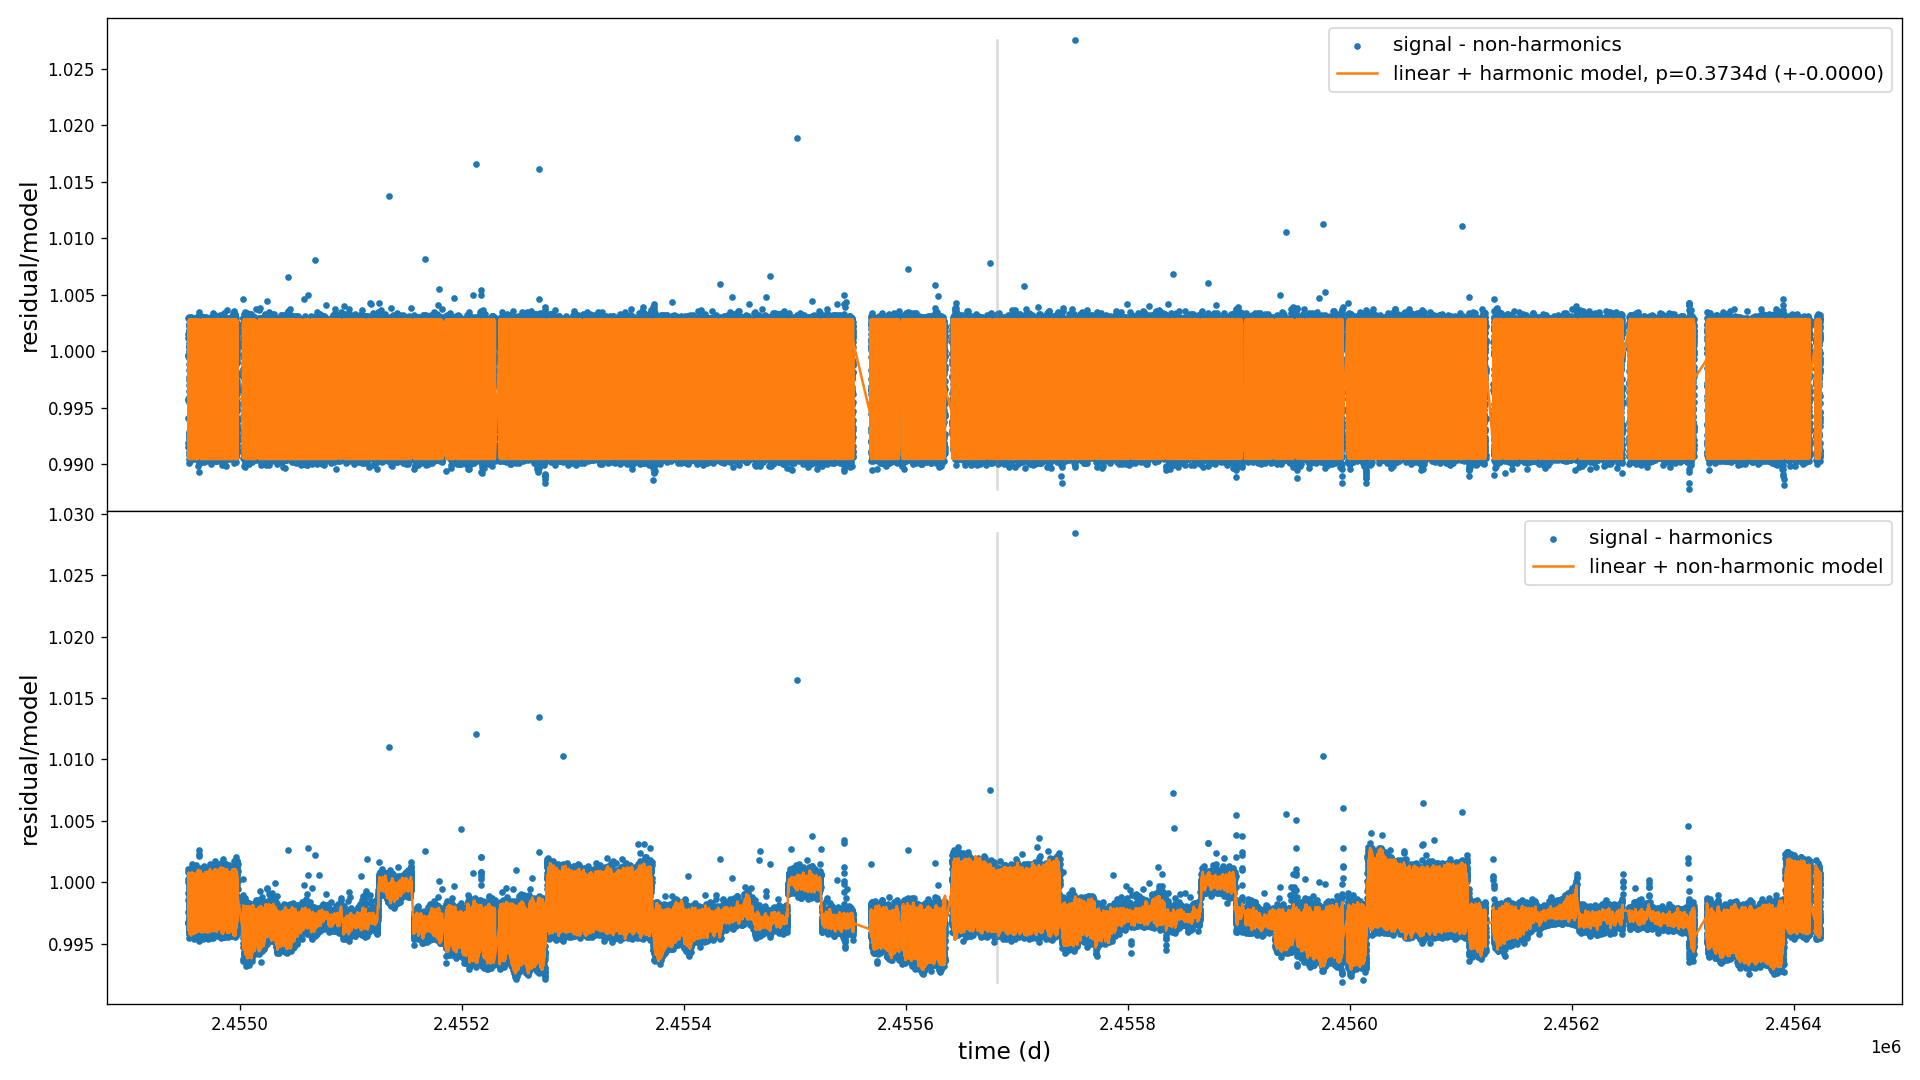 signal - non-harmonics
linear + harmonic model, p=0.3734d (+-0.0000)
residual/model
1.025
1.020
1.015
1.010
1.005
1.000
0.995
0.990
signal - harmonics
linear + non-harmonic model
residual/model
1.030
1.025
1.020
1.015
1.010
1.005
1.000
0.995
2.4550 2.4552 2.4554 2.4556 2.4558 2.4560 2.4562 2.4564
1e6
time (d)